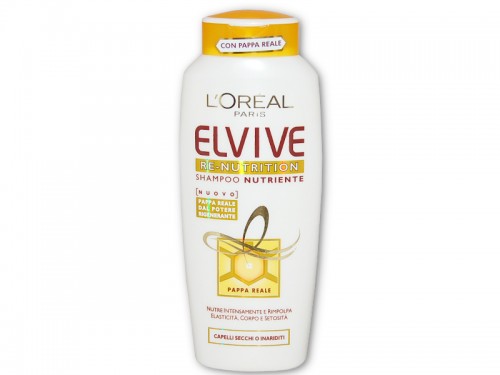 CON PAPPA REALE
L'ORÉAL
PARIS
ELVIVE
RE-NUTRITION
SHAMPOO NUTRIENTE
[NUOVO]
PAPPA REALE
DAL POTERE
RIGENERANTE
PAPPA REALE
NUTRE INTENSAMENTE E RIMPOLPA
ELASTICITÀ, CORPO E SETOSITÀ
CAPELLI SECCHI O INARIDITI